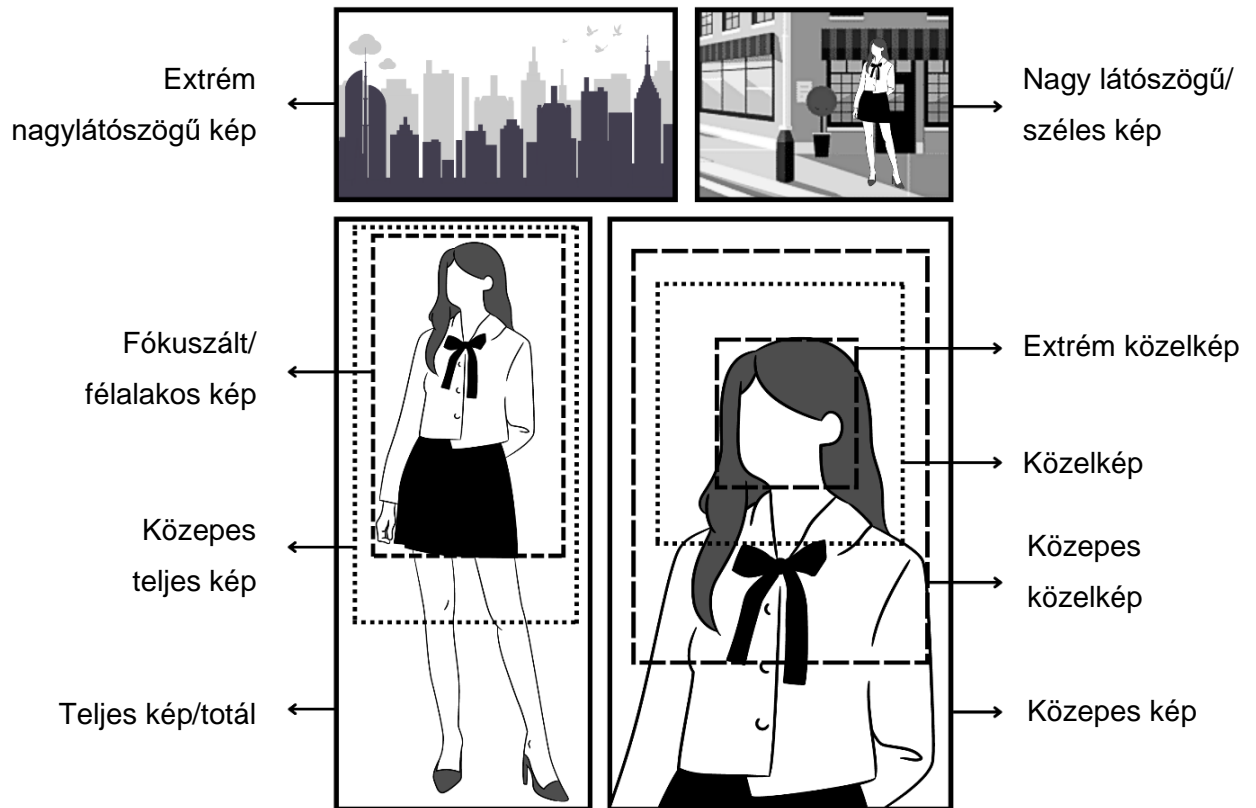 Extrém
nagylátószögű kép
Nagy látószögű/
széles kép
Fókuszált/
félalakos kép
Közepes
teljes kép
Teljes kép/totál
Extrém közelkép
Közelkép
Közepes
közelkép
Közepes kép